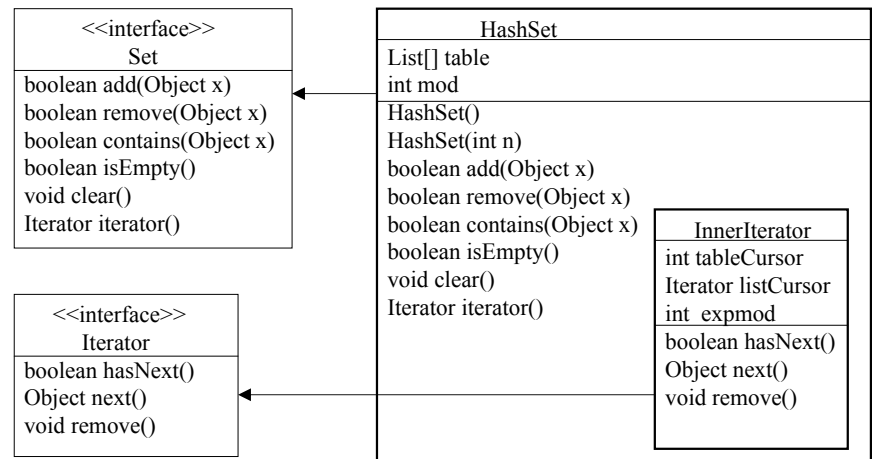 <<interface>>
Set
boolean add(Object x)
boolean remove(Object x)
boolean contains(Object x)
boolean isEmpty()
void clear()
Iterator iterator()
<<interface>>
Iterator
boolean hasNext()
Object next()
void remove()
HashSet
List[] table
int mod
HashSet()
HashSet(int n)
boolean add(Object x)
boolean remove(Object x)
boolean contains(Object x)
boolean isEmpty()
void clear()
Iterator iterator()
InnerIterator
int tableCursor
Iterator listCursor
int expmod
boolean hasNext()
Object next()
void remove()